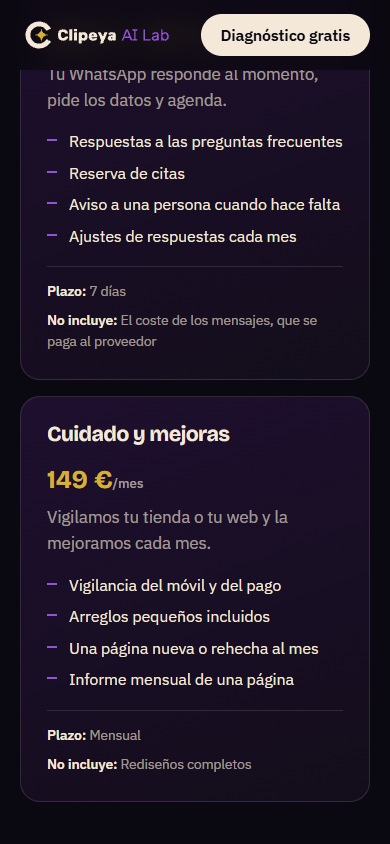 Clipeya AI Lab
Diagnóstico gratis
Tu WhatsApp responde al momento,
pide los datos y agenda.
Respuestas a las preguntas frecuentes
Reserva de citas
Aviso a una persona cuando hace falta
Ajustes de respuestas cada mes
Plazo: 7 días
No incluye: El coste de los mensajes, que se
paga al proveedor
Cuidado y mejoras
149 €/mes
Vigilamos tu tienda o tu web y la
mejoramos cada mes.
Vigilancia del móvil y del pago
Arreglos pequeños incluidos
Una página nueva o rehecha al mes
Informe mensual de una página
Plazo: Mensual
No incluye: Rediseños completos